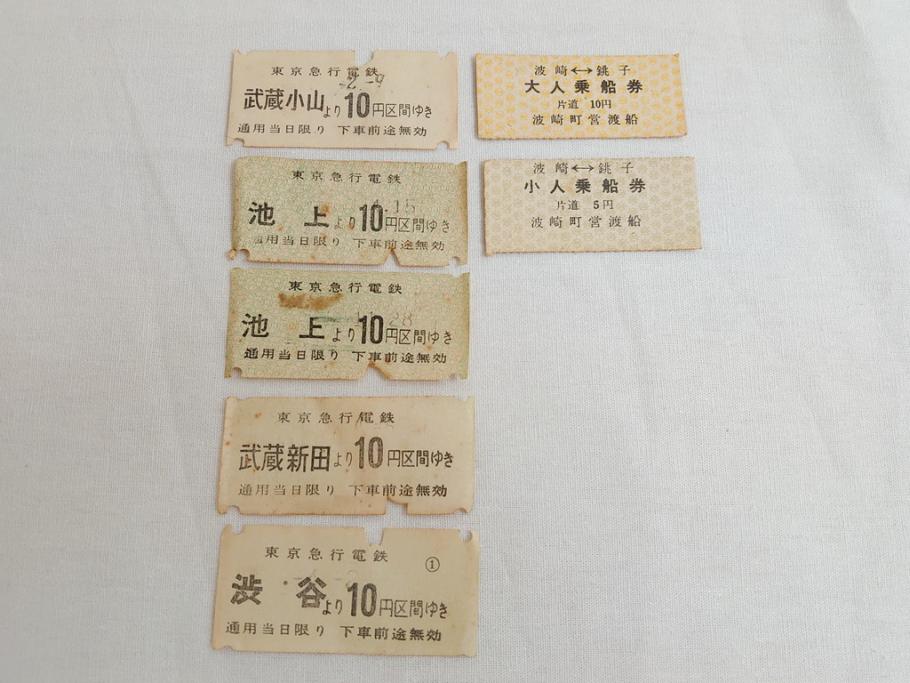 東京急行電鉄
-2.-9
武蔵小山より10円区間ゆき
通用当日限り 下車前途無効
東京急行電鉄
池上より10円区間ゆき
通用当日限り 下車前途無効
東京急行電鉄
池上より10円区間ゆき
通用当日限り 下車前途無効
東京急行電鉄
武蔵新田より10円区間ゆき
通用当日限り 下車前途無効
東京急行電鉄
①
渋谷より10円区間ゆき
通用当日限り 下車前途無効
波崎↔銚子
大人乗船券
片道 10円
波崎町営渡船
波崎↔銚子
小人乗船券
片道 5円
波崎町営渡船